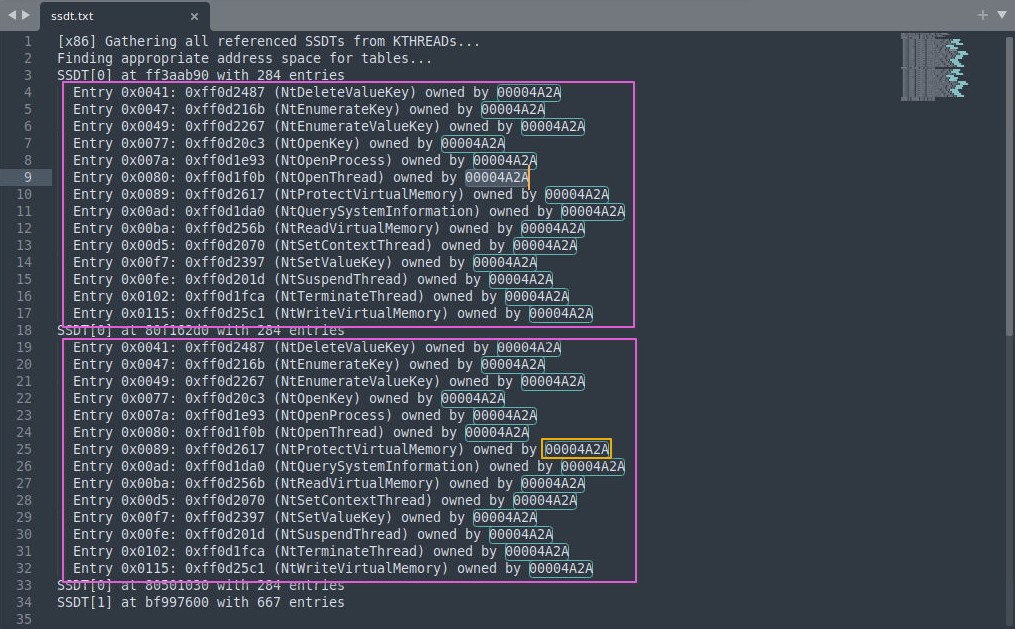 ssdt.txt
1 [x86] Gathering all referenced SSDTs from KTHREADs...
2 Finding appropriate address space for tables...
3 SSDT[0] at ff3aab90 with 284 entries
4 Entry 0x0041: 0xff0d2487 (NtDeleteValueKey) owned by 00004A2A
5 Entry 0x0047: 0xff0d216b (NtEnumerateKey) owned by 00004A2A
6 Entry 0x0049: 0xff0d2267 (NtEnumerateValueKey) owned by 00004A2A
7 Entry 0x0077: 0xff0d20c3 (NtOpenKey) owned by 00004A2A
8 Entry 0x007a: 0xff0d1e93 (NtOpenProcess) owned by 00004A2A
9 Entry 0x0080: 0xff0d1f0b (NtOpenThread) owned by 00004A2A
10 Entry 0x0089: 0xff0d2617 (NtProtectVirtualMemory) owned by 00004A2A
11 Entry 0x00ad: 0xff0d1da0 (NtQuerySystemInformation) owned by 00004A2A
12 Entry 0x00ba: 0xff0d256b (NtReadVirtualMemory) owned by 00004A2A
13 Entry 0x00d5: 0xff0d2070 (NtSetContextThread) owned by 00004A2A
14 Entry 0x00f7: 0xff0d2397 (NtSetValueKey) owned by 00004A2A
15 Entry 0x00fe: 0xff0d201d (NtSuspendThread) owned by 00004A2A
16 Entry 0x0102: 0xff0d1fca (NtTerminateThread) owned by 00004A2A
17 Entry 0x0115: 0xff0d25c1 (NtWriteVirtualMemory) owned by 00004A2A
18 SSDT[0] at 80f162d0 with 284 entries
19 Entry 0x0041: 0xff0d2487 (NtDeleteValueKey) owned by 00004A2A
20 Entry 0x0047: 0xff0d216b (NtEnumerateKey) owned by 00004A2A
21 Entry 0x0049: 0xff0d2267 (NtEnumerateValueKey) owned by 00004A2A
22 Entry 0x0077: 0xff0d20c3 (NtOpenKey) owned by 00004A2A
23 Entry 0x007a: 0xff0d1e93 (NtOpenProcess) owned by 00004A2A
24 Entry 0x0080: 0xff0d1f0b (NtOpenThread) owned by 00004A2A
25 Entry 0x0089: 0xff0d2617 (NtProtectVirtualMemory) owned by 00004A2A
26 Entry 0x00ad: 0xff0d1da0 (NtQuerySystemInformation) owned by 00004A2A
27 Entry 0x00ba: 0xff0d256b (NtReadVirtualMemory) owned by 00004A2A
28 Entry 0x00d5: 0xff0d2070 (NtSetContextThread) owned by 00004A2A
29 Entry 0x00f7: 0xff0d2397 (NtSetValueKey) owned by 00004A2A
30 Entry 0x00fe: 0xff0d201d (NtSuspendThread) owned by 00004A2A
31 Entry 0x0102: 0xff0d1fca (NtTerminateThread) owned by 00004A2A
32 Entry 0x0115: 0xff0d25c1 (NtWriteVirtualMemory) owned by 00004A2A
33 SSDT[0] at 80501030 with 284 entries
34 SSDT[1] at bf997600 with 667 entries
35